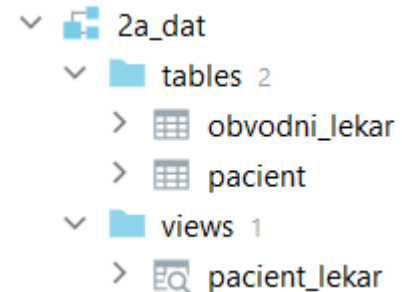 2a_dat
tables 2
obvodni_lekar
pacient
views 1
pacient_lekar